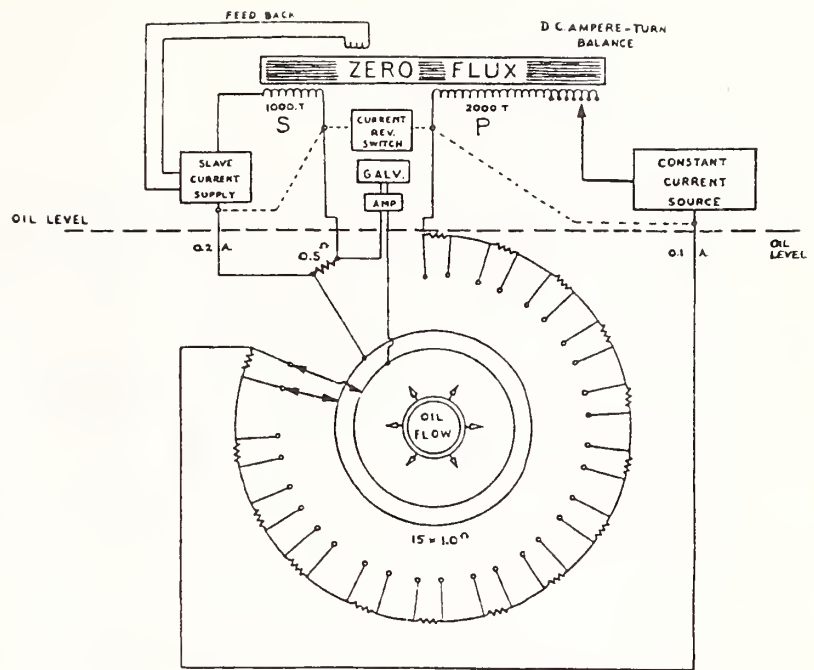 FEED BACK
D C. AMPERE-TURN
BALANCE
ZERO FLUX
1000.T
2000 T
S
P
CURRENT
REV.
SWITCH
SLAVE
CURRENT
SUPPLY
GALV.
AMP
CONSTANT
CURRENT
SOURCE
OIL LEVEL
OIL
LEVEL
0.2 A.
0.5 Ω
0.1 A.
OIL
FLOW
15 × 1.0 Ω